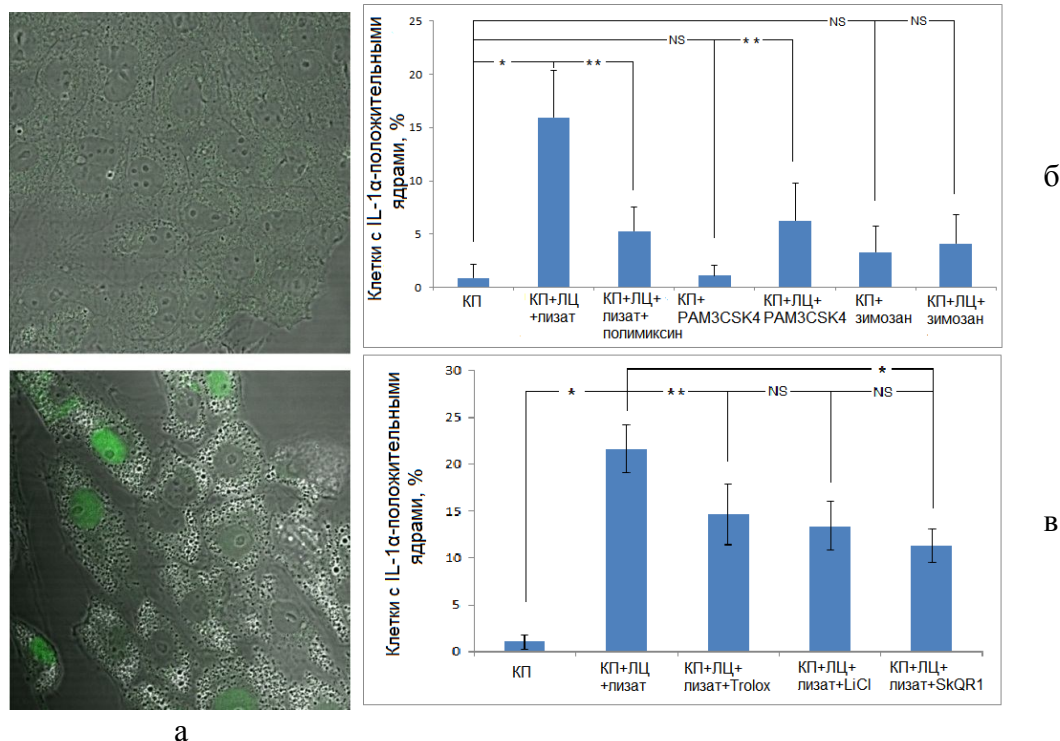 Клетки с IL-1α-положительными
ядрами, %
25
20
15
10
5
0
NS
NS
NS
**
*
**
КП
КП+ЛЦ
+лизат
КП+ЛЦ+
лизат+
полимиксин
КП+
PAM3CSK4
КП+ЛЦ+
PAM3CSK4
КП+
зимозан
КП+ЛЦ+
зимозан
б
Клетки с IL-1α-положительными
ядрами, %
30
25
20
15
10
5
0
*
*
**
NS
NS
КП
КП+ЛЦ
+лизат
КП+ЛЦ+
лизат+Trolox
КП+ЛЦ+
лизат+LiCl
КП+ЛЦ+
лизат+SkQR1
в
а